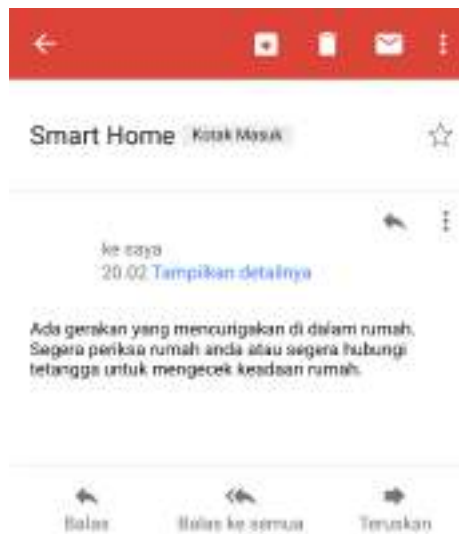 Smart Home Kotak Masuk
ke saya
20.02 Tampilkan detailnya
Ada gerakan yang mencurigakan di dalam rumah.
Segera periksa rumah anda atau segera hubungi
tetangga untuk mengecek keadaan rumah.
Balas Balas ke semua Teruskan